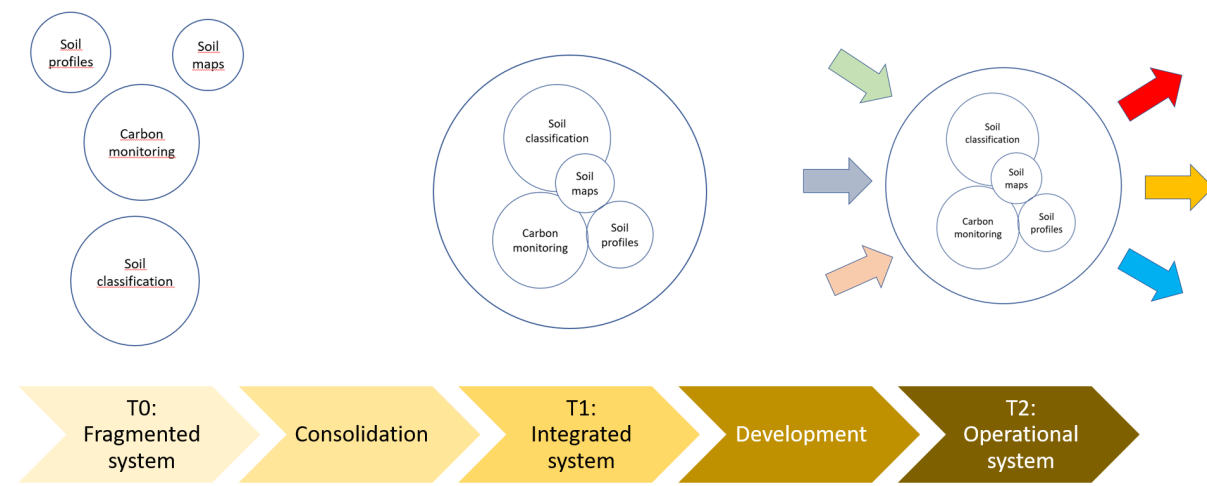 Soil
profiles
Soil
maps
Carbon
monitoring
Soil
classification
Soil
classification
Soil
maps
Carbon
monitoring
Soil
profiles
Soil
classification
Soil
maps
Carbon
monitoring
Soil
profiles
T0:
Fragmented
system
Consolidation
T1:
Integrated
system
Development
T2:
Operational
system